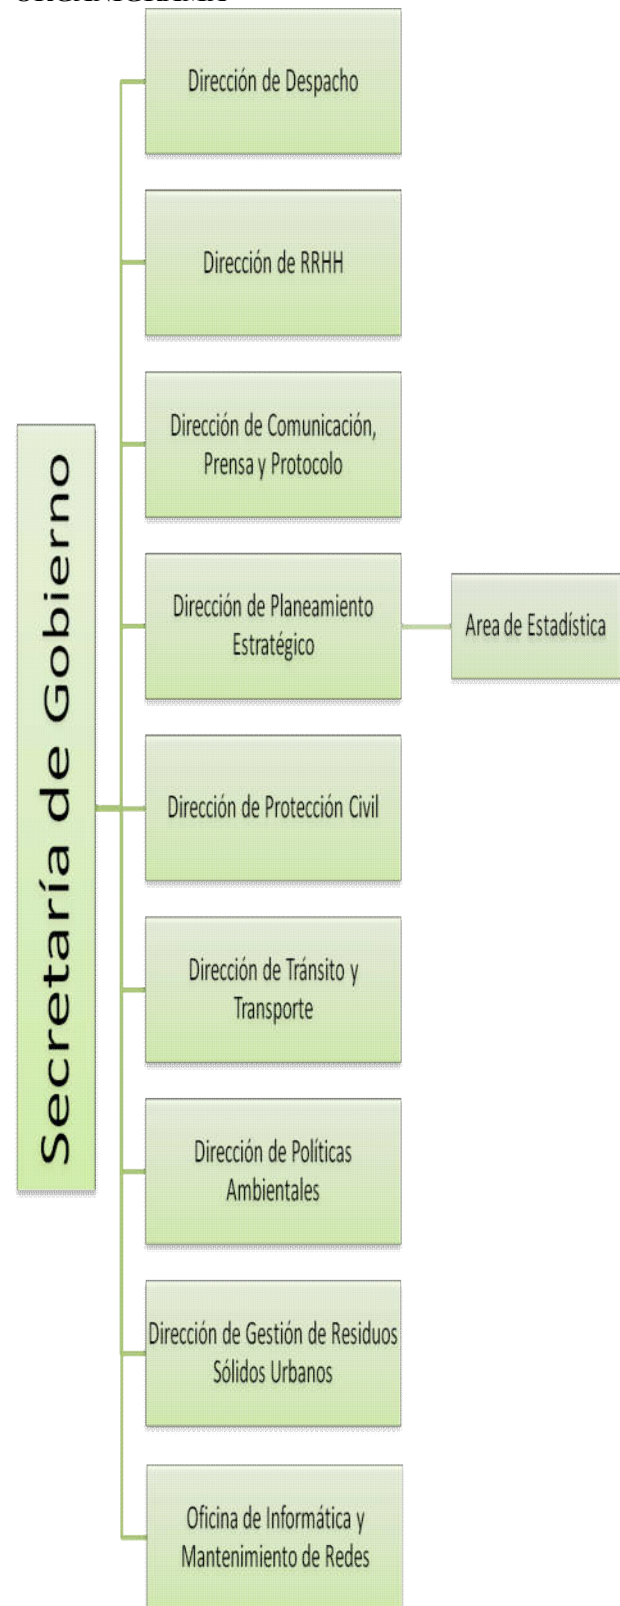 ORGANIGRAMA
Dirección de Despacho
Dirección de RRHH
Dirección de Comunicación,
Prensa y Protocolo
Secretaría de Gobierno
Dirección de Planeamiento
Estratégico
Area de Estadística
Dirección de Protección Civil
Dirección de Tránsito y
Transporte
Dirección de Políticas
Ambientales
Dirección de Gestión de Residuos
Sólidos Urbanos
Oficina de Informática y
Mantenimiento de Redes